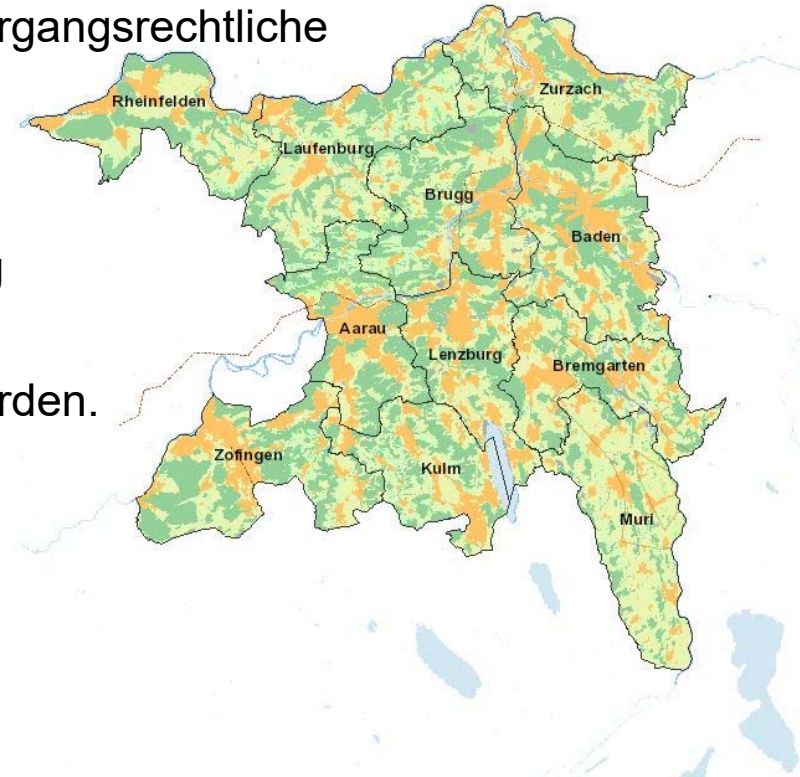 rgangsrechtliche
g
rden.
Rheinfelden
Zurzach
Laufenburg
Brugg
Baden
Aarau
Lenzburg
Bremgarten
Zofingen
Kulm
Muri